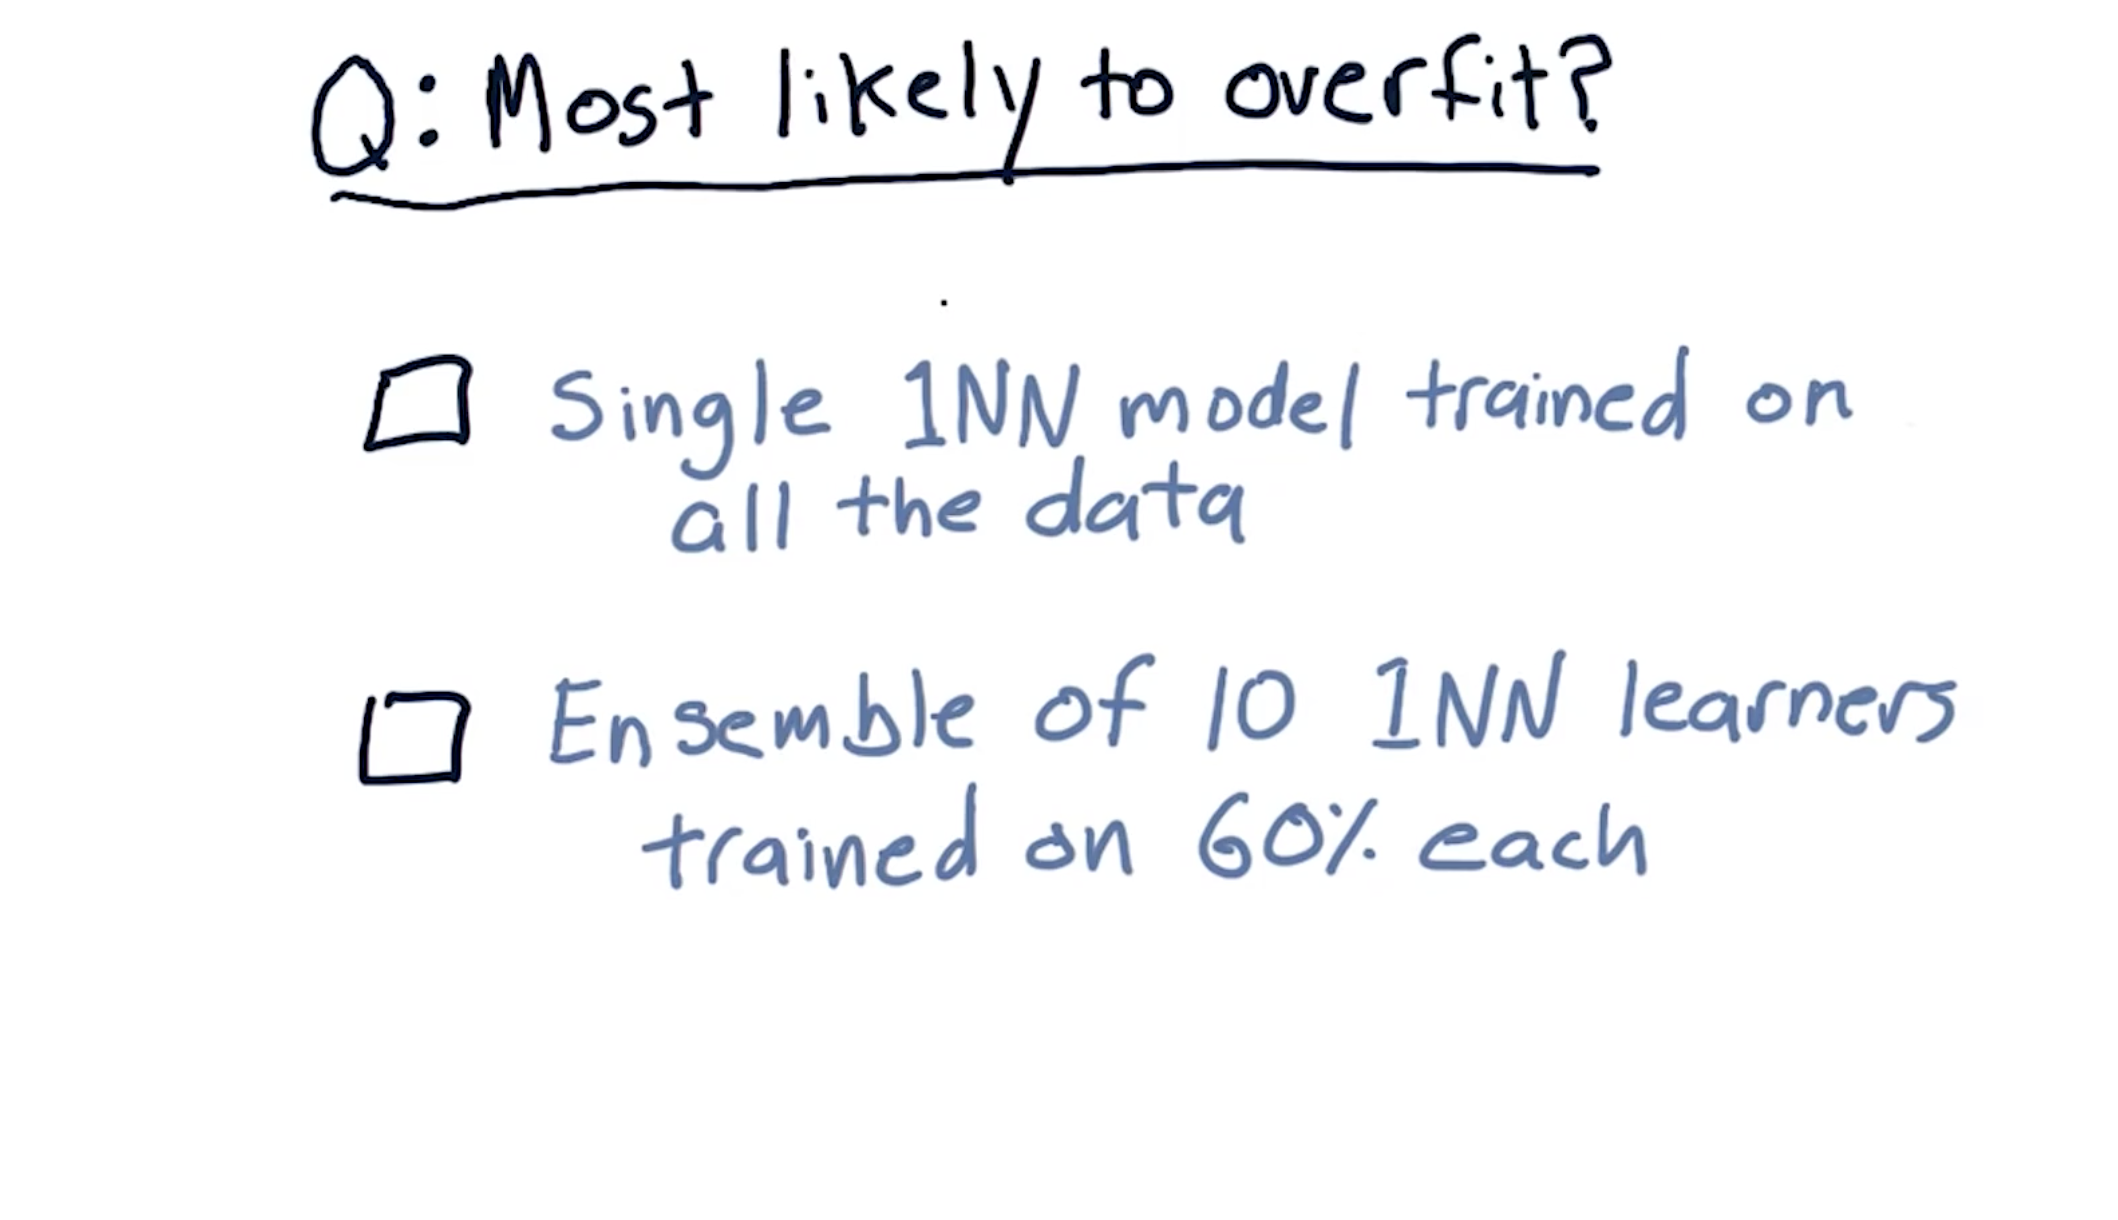 Q: Most likely to overfit?
Single 1NN model trained on
all the data
Ensemble of 10 1NN learners
trained on 60% each